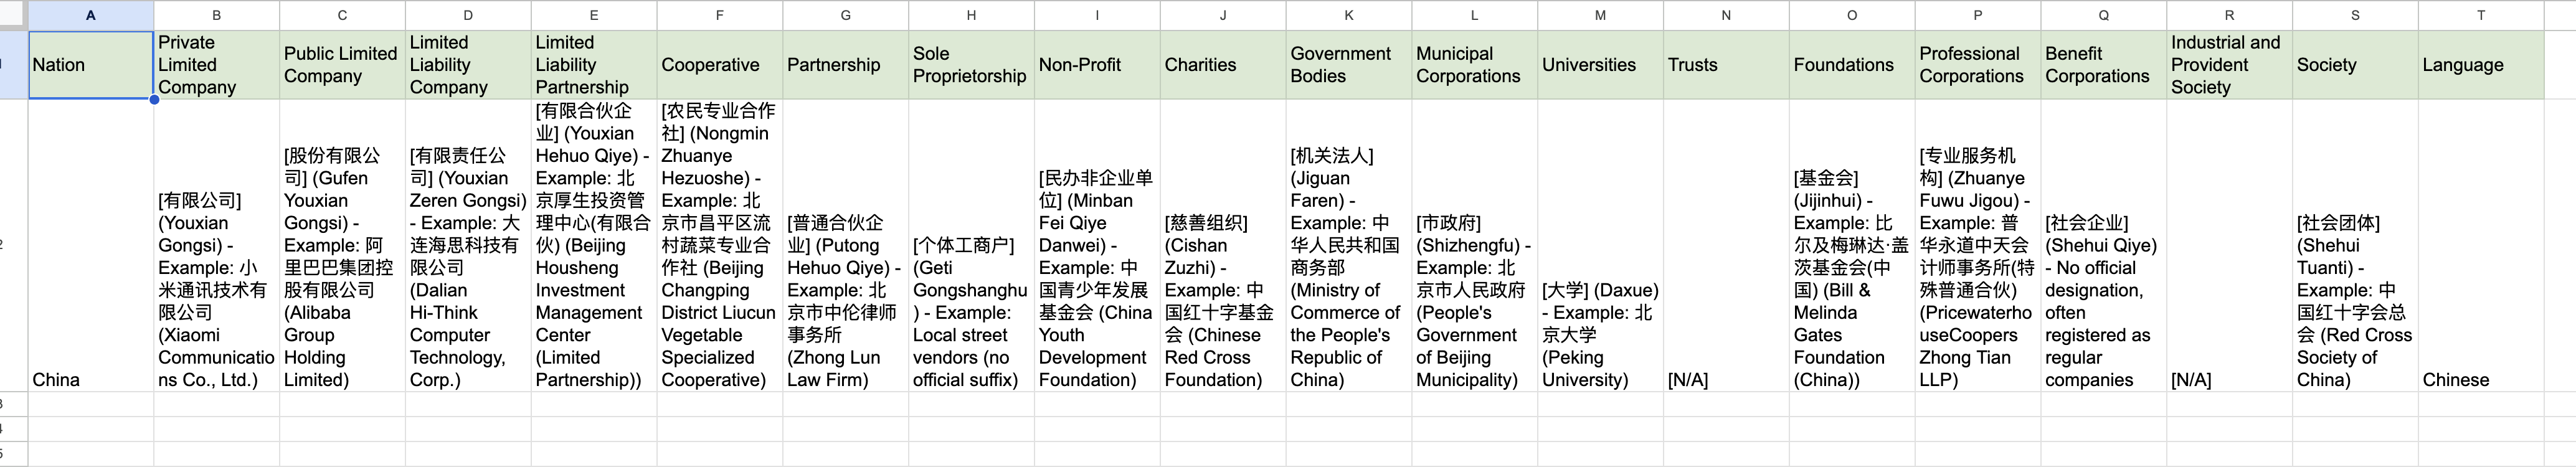 A B C D E F G H I J K L M N O P Q R S T
Nation
Private
Limited
Company
Public Limited
Company
Limited
Liability
Company
Limited
Liability
Partnership
Cooperative
Partnership
Sole
Proprietorship
Non-Profit
Charities
Government
Bodies
Municipal
Corporations
Universities
Trusts
Foundations
Professional
Corporations
Benefit
Corporations
Industrial and
Provident
Society
Society
Language
China
[有限公司]
(Youxian
Gongsi) -
Example: 小
米通讯技术有
限公司
(Xiaomi
Communicatio
ns Co., Ltd.)
[股份有限公
司] (Gufen
Youxian
Gongsi) -
Example: 阿
里巴巴集团控
股有限公司
(Alibaba
Group
Holding
Limited)
[有限责任公
司] (Youxian
Zeren Gongsi)
- Example: 大
连海思科技有
限公司
(Dalian
Hi-Think
Computer
Technology,
Corp.)
[有限合伙企
业] (Youxian
Hehuo Qiye) -
Example: 北
京厚生投资管
理中心(有限合
伙) (Beijing
Housheng
Investment
Management
Center
(Limited
Partnership))
[农民专业合作
社] (Nongmin
Zhuanye
Hezuoshe) -
Example: 北
京市昌平区流
村蔬菜专业合
作社 (Beijing
Changping
District Liucun
Vegetable
Specialized
Cooperative)
[普通合伙企
业] (Putong
Hehuo Qiye) -
Example: 北
京市中伦律师
事务所
(Zhong Lun
Law Firm)
[个体工商户]
(Geti
Gongshanghu
) - Example:
Local street
vendors (no
official suffix)
[民办非企业单
位] (Minban
Fei Qiye
Danwei) -
Example: 中
国青少年发展
基金会 (China
Youth
Development
Foundation)
[慈善组织]
(Cishan
Zuzhi) -
Example: 中
国红十字基金
会 (Chinese
Red Cross
Foundation)
[机关法人]
(Jiguan
Faren) -
Example: 中
华人民共和国
商务部
(Ministry of
Commerce of
the People's
Republic of
China)
[市政府]
(Shizhengfu) -
Example: 北
京市人民政府
(People's
Government
of Beijing
Municipality)
[大学] (Daxue)
- Example: 北
京大学
(Peking
University)
[N/A]
[基金会]
(Jijinhui) -
Example: 比
尔及梅琳达·盖
茨基金会(中
国) (Bill &
Melinda
Gates
Foundation
(China))
[专业服务机
构] (Zhuanye
Fuwu Jigou) -
Example: 普
华永道中天会
计师事务所(特
殊普通合伙)
(Pricewaterho
useCoopers
Zhong Tian
LLP)
[社会企业]
(Shehui Qiye)
- No official
designation,
often
registered as
regular
companies
[N/A]
[社会团体]
(Shehui
Tuanti) -
Example: 中
国红十字会总
会 (Red Cross
Society of
China)
Chinese